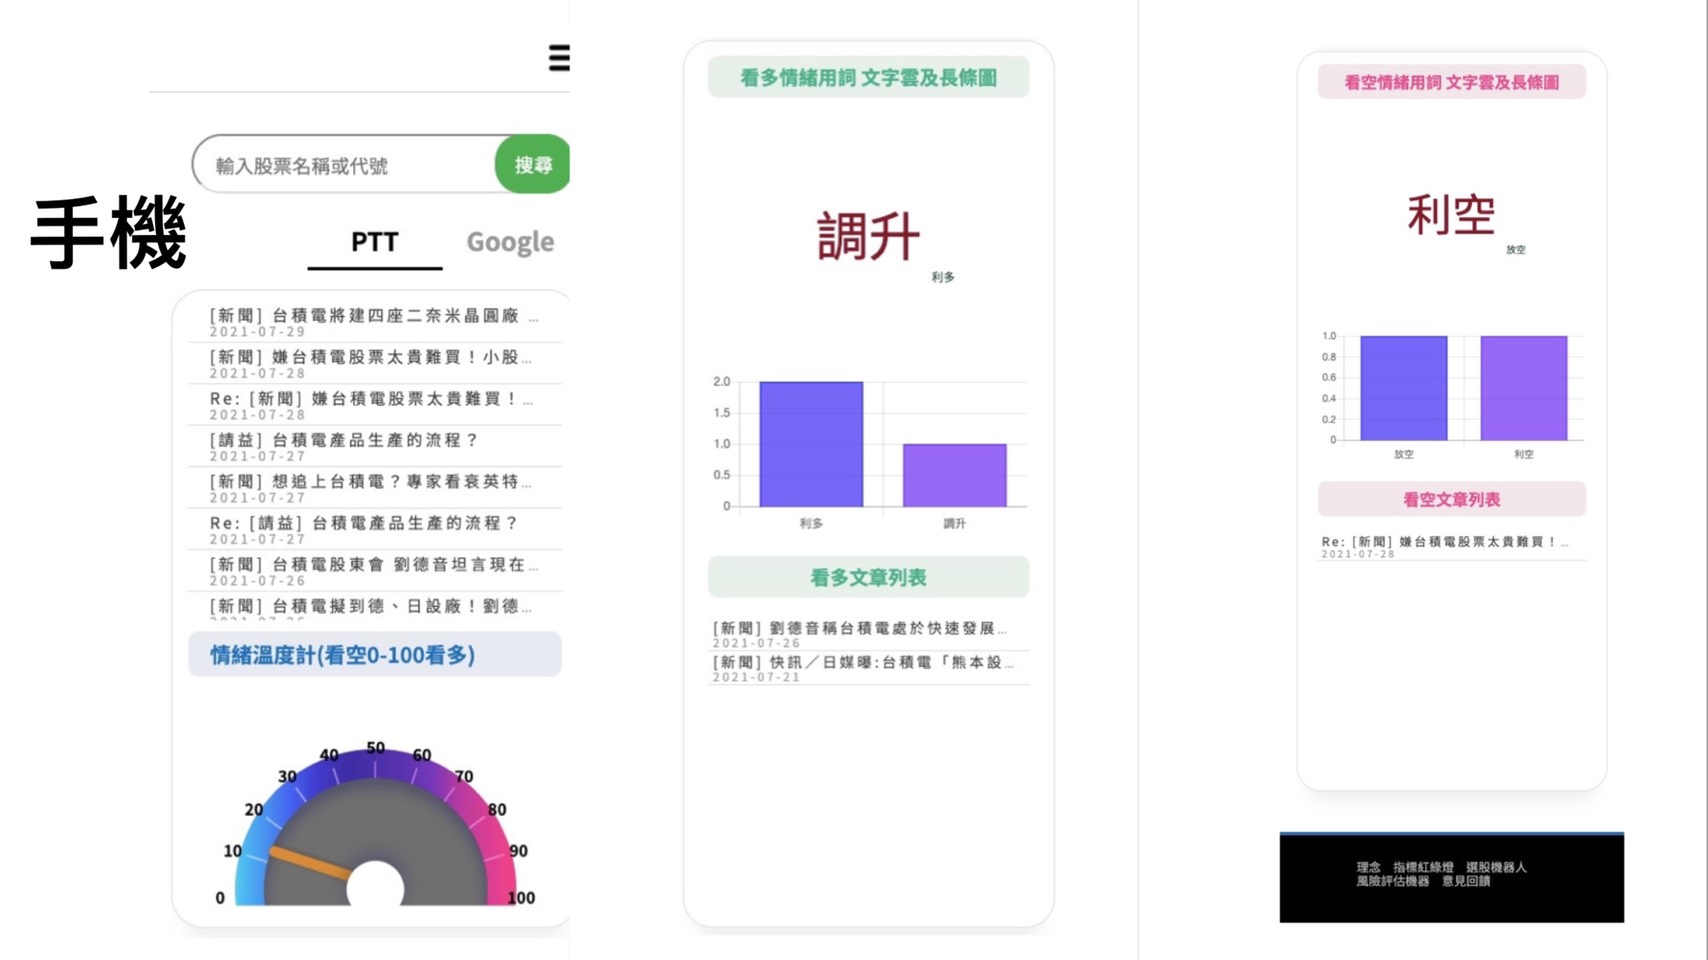 手機
輸入股票名稱或代號
搜尋
PTT
Google
[新聞] 台積電將建四座二奈米晶圓廠 ...
2021-07-29
[新聞] 嫌台積電股票太貴難買！小股...
2021-07-28
Re: [新聞] 嫌台積電股票太貴難買！...
2021-07-28
[請益] 台積電產品生產的流程？
2021-07-27
[新聞] 想追上台積電？專家看衰英特...
2021-07-27
Re: [請益] 台積電產品生產的流程？
2021-07-27
[新聞] 台積電股東會 劉德音坦言現在...
2021-07-26
[新聞] 台積電擬到德、日設廠！劉德...
2021-07-26
情緒溫度計(看空0-100看多)
0
10
20
30
40
50
60
70
80
90
100
看多情緒用詞 文字雲及長條圖
調升
利多
2.0
1.5
1.0
0.5
0
利多
調升
看多文章列表
[新聞] 劉德音稱台積電處於快速發展...
2021-07-26
[新聞] 快訊／日媒曝:台積電「熊本設...
2021-07-21
看空情緒用詞 文字雲及長條圖
利空
放空
1.0
0.8
0.6
0.4
0.2
0
放空
利空
看空文章列表
Re: [新聞] 嫌台積電股票太貴難買！...
2021-07-28
理念 指標紅綠燈 選股機器人
風險評估機器 意見回饋